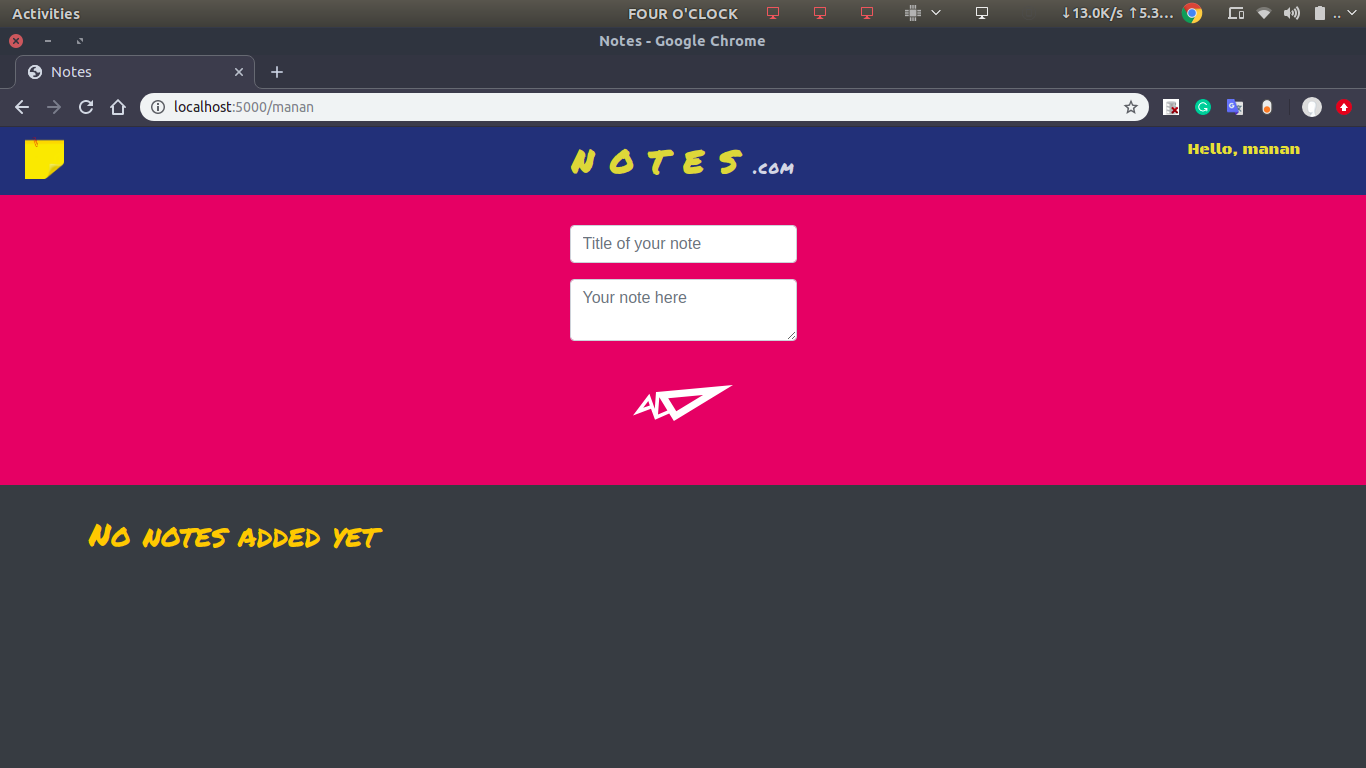 Activities
FOUR O'CLOCK
↓13.0K/s ↑5.3...
..
Notes - Google Chrome
Notes
localhost:5000/manan
NOTES.com
Hello, manan
Title of your note
Your note here
No notes added yet